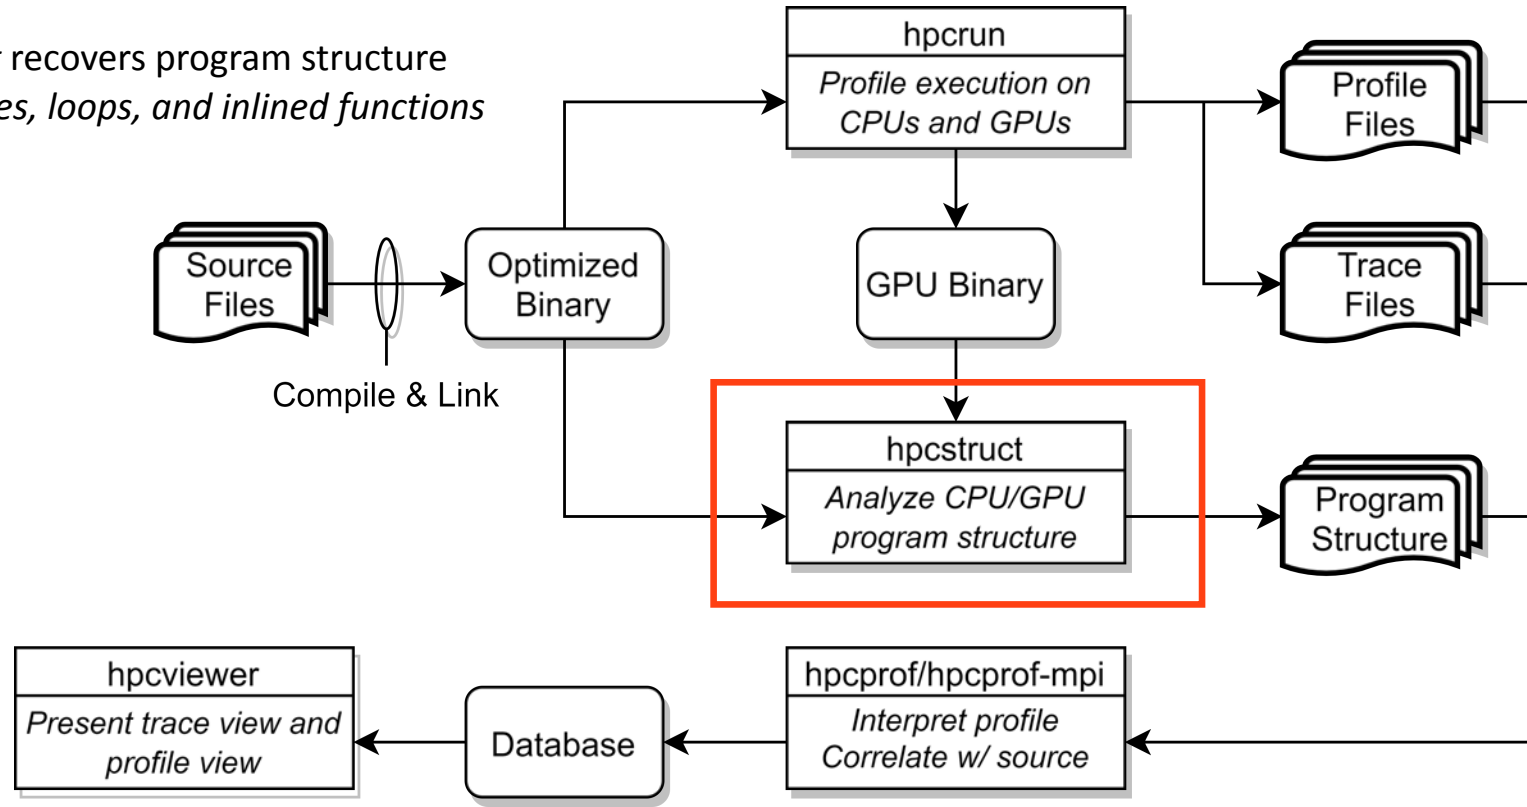 recovers program structure
loops, and inlined functions
hpcrun
Profile execution on
CPUs and GPUs
Profile
Files
Source
Files
Optimized
Binary
GPU Binary
Trace
Files
Compile & Link
hpcstruct
Analyze CPU/GPU
program structure
Program
Structure
hpcviewer
Present trace view and
profile view
Database
hpcprof/hpcprof-mpi
Interpret profile
Correlate w/ source